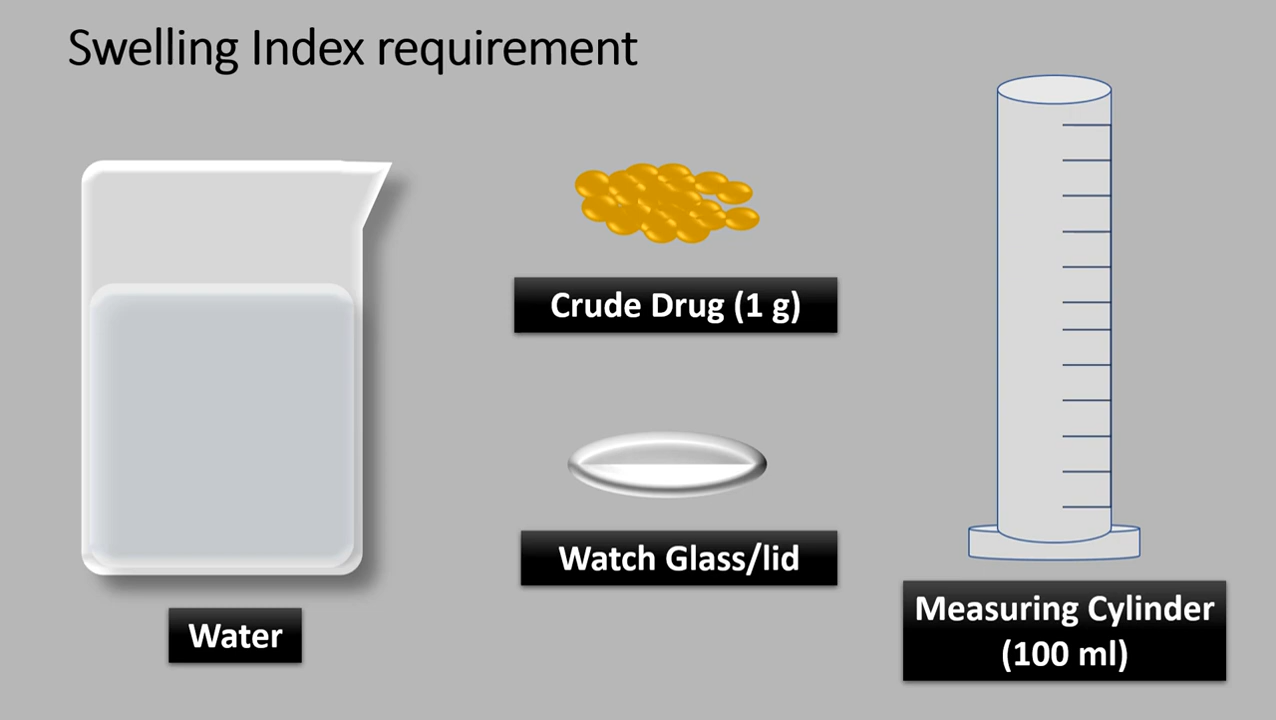 Swelling Index requirement
Crude Drug (1 g)
Watch Glass/lid
Water
Measuring Cylinder
(100 ml)